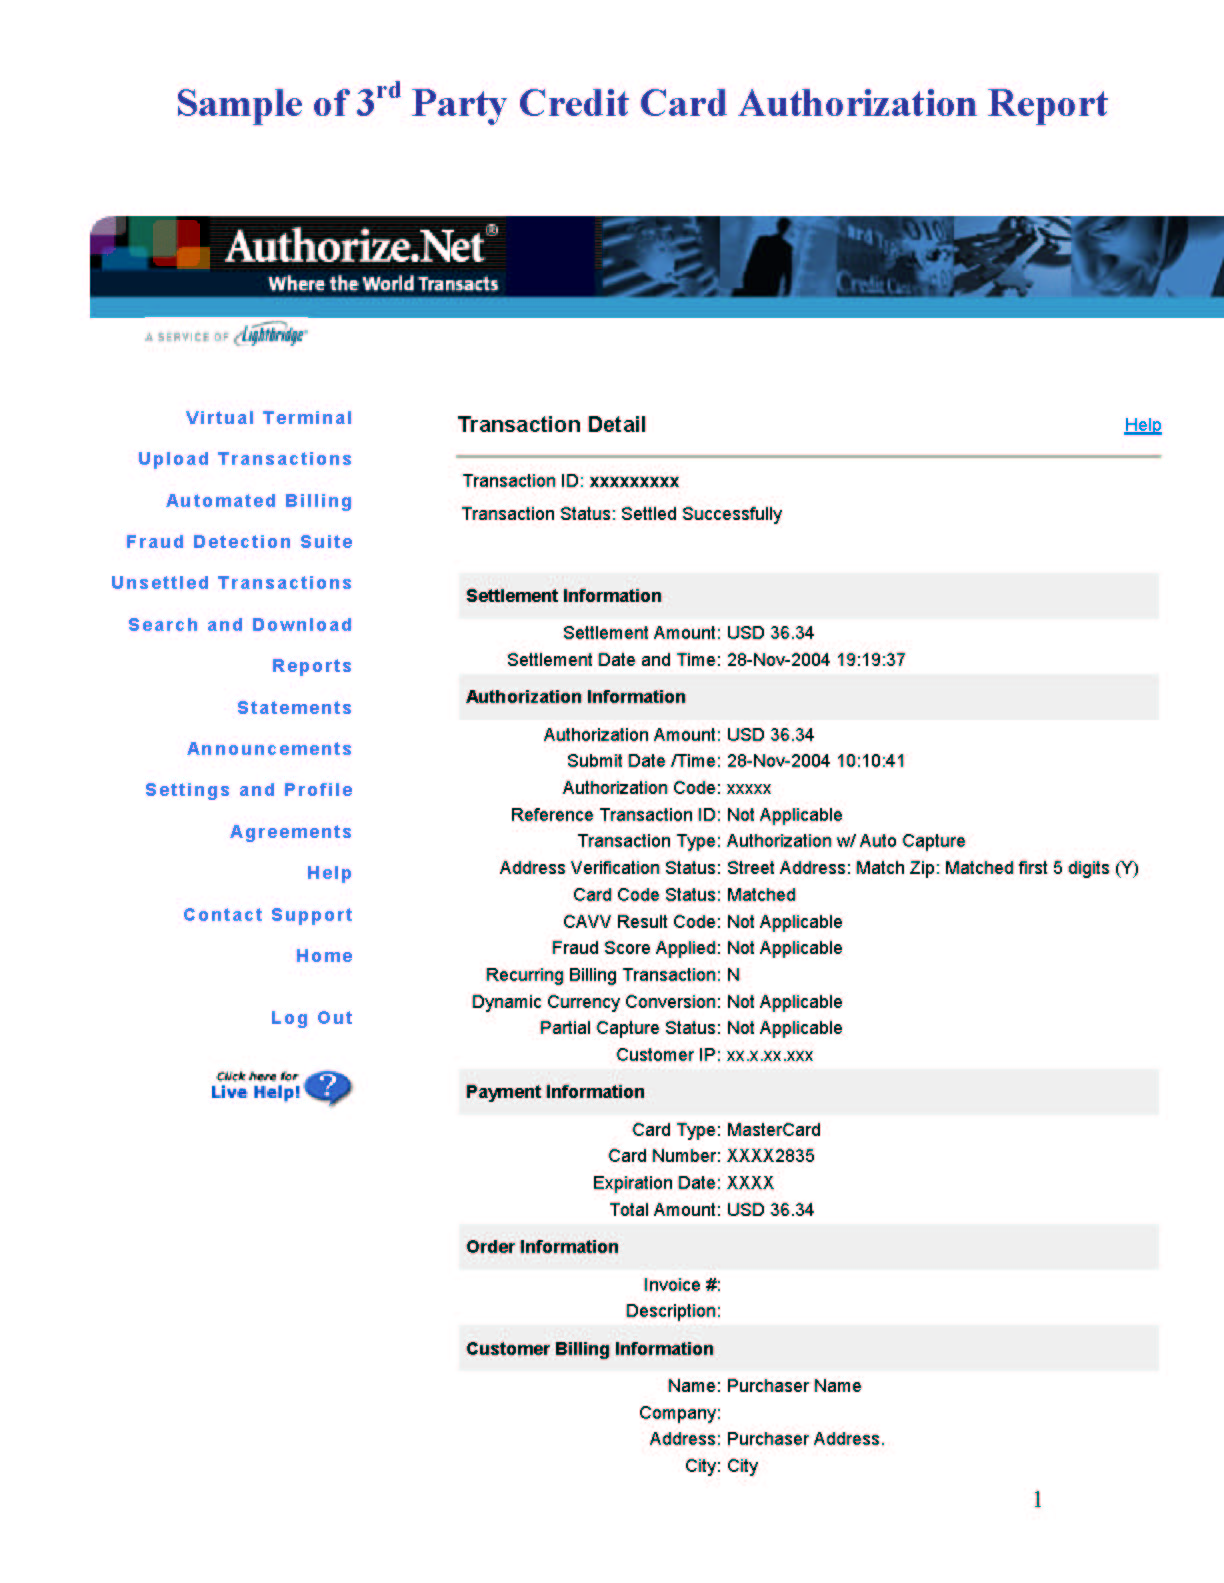 Sample of 3rd Party Credit Card Authorization Report
Authorize.Net®
Where the World Transacts
A SERVICE OF Lightbridge
Virtual Terminal
Upload Transactions
Automated Billing
Fraud Detection Suite
Unsettled Transactions
Search and Download
Reports
Statements
Announcements
Settings and Profile
Agreements
Help
Contact Support
Home
Log Out
Click here for
Live Help!
Transaction Detail
Help
Transaction ID: xxxxxxxxx
Transaction Status: Settled Successfully
Settlement Information
Settlement Amount: USD 36.34
Settlement Date and Time: 28-Nov-2004 19:19:37
Authorization Information
Authorization Amount: USD 36.34
Submit Date /Time: 28-Nov-2004 10:10:41
Authorization Code: xxxxx
Reference Transaction ID: Not Applicable
Transaction Type: Authorization w/ Auto Capture
Address Verification Status: Street Address: Match Zip: Matched first 5 digits (Y)
Card Code Status: Matched
CAVV Result Code: Not Applicable
Fraud Score Applied: Not Applicable
Recurring Billing Transaction: N
Dynamic Currency Conversion: Not Applicable
Partial Capture Status: Not Applicable
Customer IP: xx.x.xx.xxx
Payment Information
Card Type: MasterCard
Card Number: XXXX2835
Expiration Date: XXXX
Total Amount: USD 36.34
Order Information
Invoice #:
Description:
Customer Billing Information
Name: Purchaser Name
Company:
Address: Purchaser Address.
City: City
1